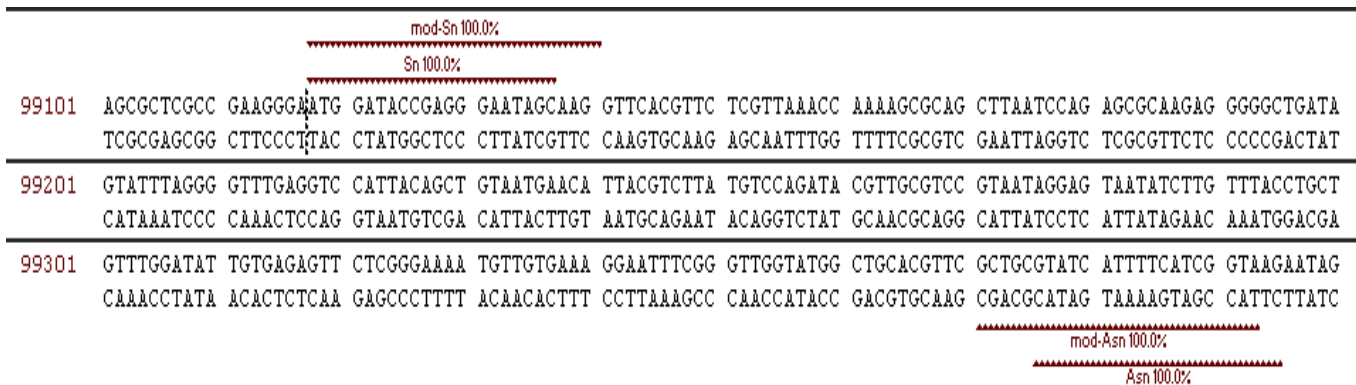 mod-Sn 100.0%
Sn 100.0%
99101 AGCGCTCGCC GAAGGGAATG GATACCGAGG GAATAGCAAG GTTCACGTTC TCGTTAAACC AAAAGCGCAG CTTAATCCAG AGCGCAAGAG GGGGCTGATA
TCGCGAGCGG CTTCCCTTAC CTATGGCTCC CTTATCGTTC CAAGTGCAAG AGCAATTTGG TTTTCGCGTC GAATTAGGTC TCGCGTTCTC CCCCGACTAT
99201 GTATTTAGGG GTTTGAGGTC CATTACAGCT GTAATGAACA TTACGTCTTA TGTCCAGATA CGTTGCGTCC GTAATAGGAG TAATATCTTG TTTACCTGCT
CATAAATCCC CAAACTCCAG GTAATGTCGA CATTACTTGT AATGCAGAAT ACAGGTCTAT GCAACGCAGG CATTATCCTC ATTATAGAAC AAATGGACGA
99301 GTTTGGATAT TGTGAGAGTT CTCGGGAAAA TGTTGTGAAA GGAATTTCGG GTTGGTATGG CTGCACGTTC GCTGCGTATC ATTTTCATCG GTAAGAATAG
CAAACCTATA ACACTCTCAA GAGCCCTTTT ACAACACTTT CCTTAAAGCC CAACCATACC GACGTGCAAG CGACGCATAG TAAAAGTAGC CATTCTTATC
mod-Asn 100.0%
Asn 100.0%